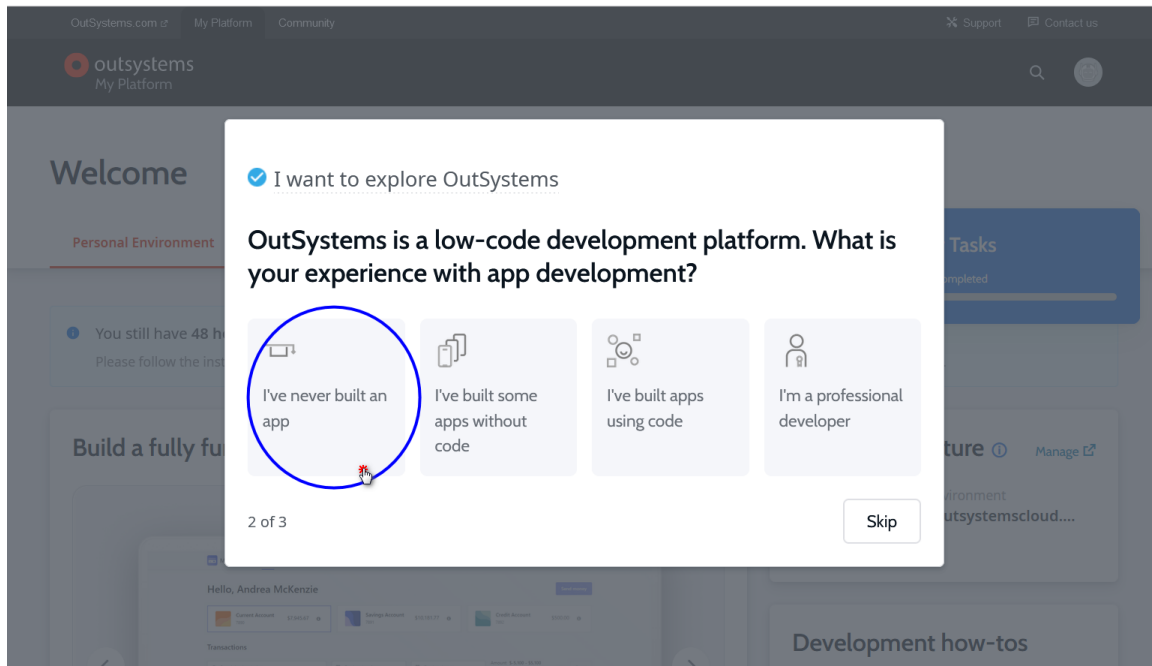 OutSystems.com
My Platform
Community
Support
Contact us
outsystems
My Platform
Welcome
I want to explore OutSystems
Personal Environment
OutSystems is a low-code development platform. What is
your experience with app development?
Tasks
You still have 48 h
Please follow the inst
I've never built an
app
I've built some
apps without
code
I've built apps
using code
I'm a professional
developer
Build a fully fu
Manage
2 of 3
Skip
utsystemscloud....
Hello, Andrea McKenzie
Transactions
Development how-tos